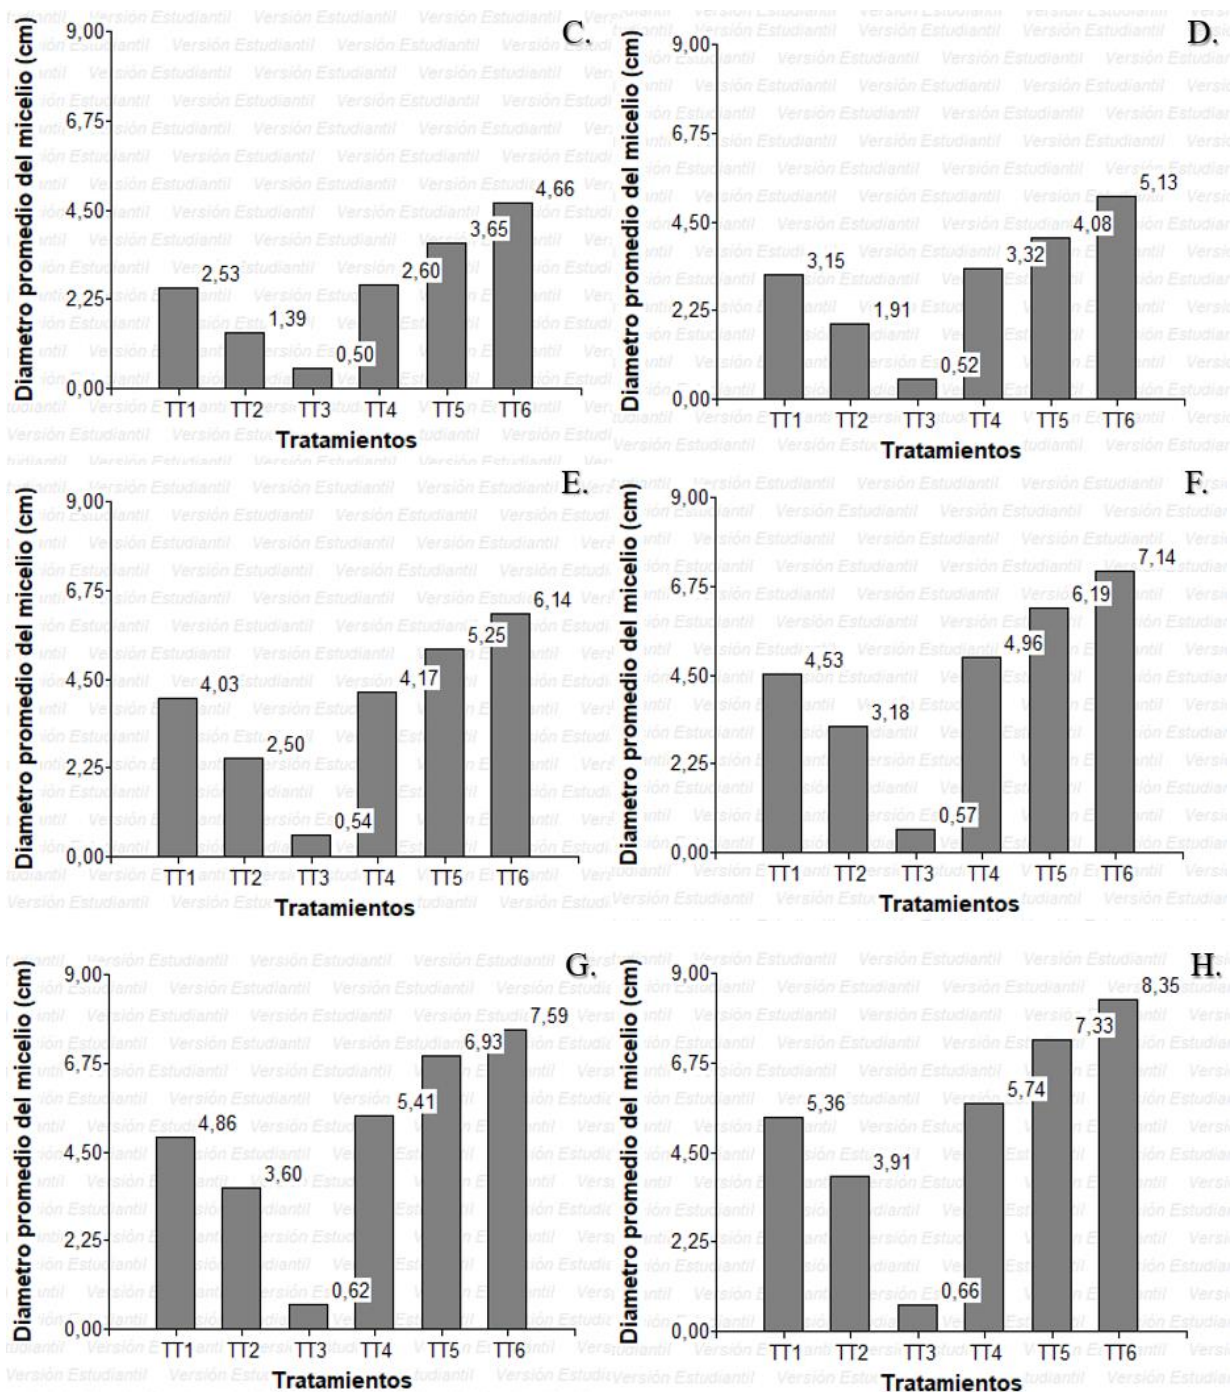 C.
Diametro promedio del micelio (cm)
9,00
6,75
4,50
2,25
0,00
2,53
1,39
0,50
2,60
3,65
4,66
TT1 TT2 TT3 TT4 TT5 TT6
Tratamientos
D.
Diametro promedio del micelio (cm)
9,00
6,75
4,50
2,25
0,00
3,15
1,91
0,52
3,32
4,08
5,13
TT1 TT2 TT3 TT4 TT5 TT6
Tratamientos
E.
Diametro promedio del micelio (cm)
9,00
6,75
4,50
2,25
0,00
4,03
2,50
0,54
4,17
5,25
6,14
TT1 TT2 TT3 TT4 TT5 TT6
Tratamientos
F.
Diametro promedio del micelio (cm)
9,00
6,75
4,50
2,25
0,00
4,53
3,18
0,57
4,96
6,19
7,14
TT1 TT2 TT3 TT4 TT5 TT6
Tratamientos
G.
Diametro promedio del micelio (cm)
9,00
6,75
4,50
2,25
0,00
4,86
3,60
0,62
5,41
6,93
7,59
TT1 TT2 TT3 TT4 TT5 TT6
Tratamientos
H.
Diametro promedio del micelio (cm)
9,00
6,75
4,50
2,25
0,00
5,36
3,91
0,66
5,74
7,33
8,35
TT1 TT2 TT3 TT4 TT5 TT6
Tratamientos
Versión Estudiantil